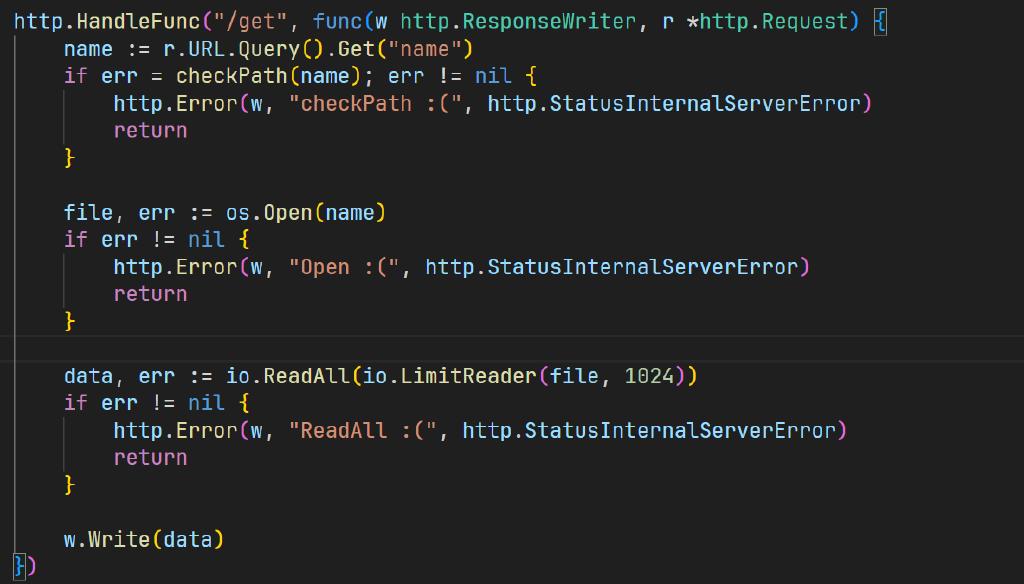 http.HandleFunc("/get", func(w http.ResponseWriter, r *http.Request) {
    name := r.URL.Query().Get("name")
    if err = checkPath(name); err != nil {
        http.Error(w, "checkPath :(", http.StatusInternalServerError)
        return
    }

    file, err := os.Open(name)
    if err != nil {
        http.Error(w, "Open :(", http.StatusInternalServerError)
        return
    }

    data, err := io.ReadAll(io.LimitReader(file, 1024))
    if err != nil {
        http.Error(w, "ReadAll :(", http.StatusInternalServerError)
        return
    }

    w.Write(data)
})